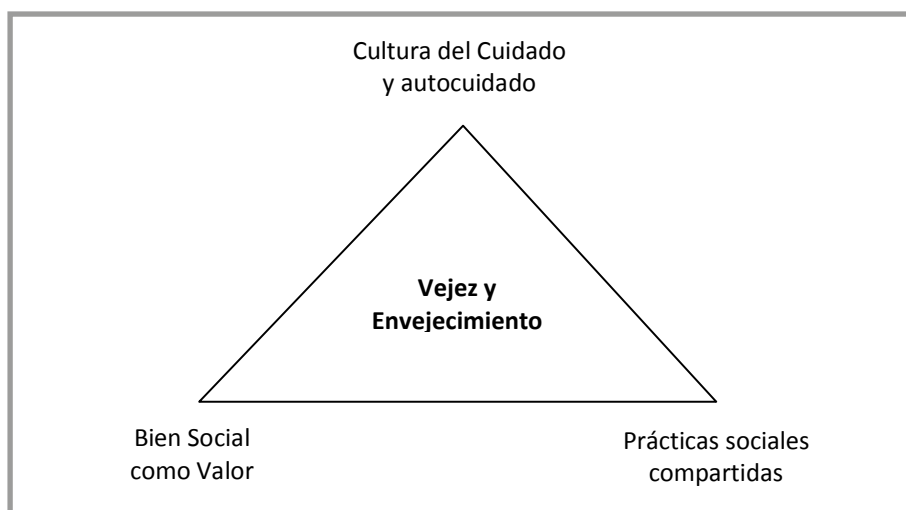 Cultura del Cuidado
y autocuidado
Vejez y
Envejecimiento
Bien Social
como Valor
Prácticas sociales
compartidas